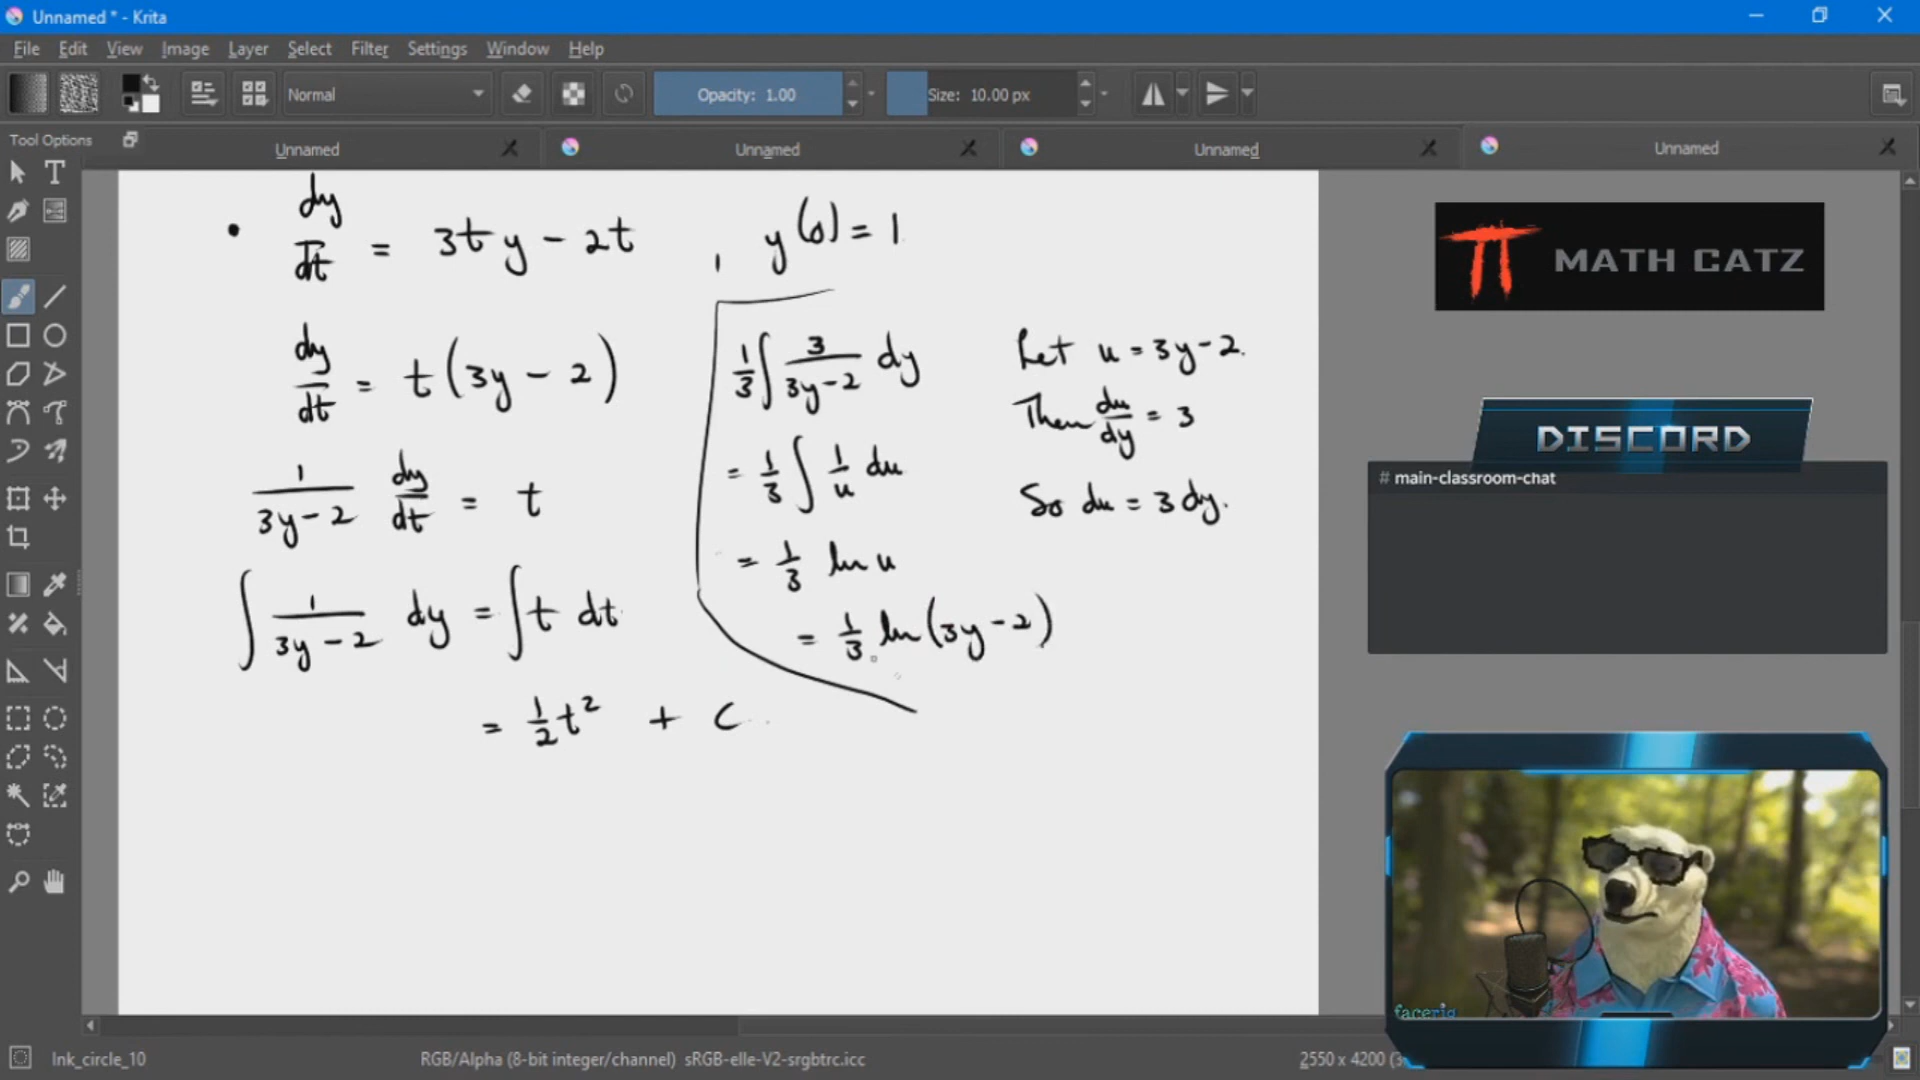 Unnamed * - Krita
File Edit View Image Layer Select Filter Settings Window Help
Normal Opacity: 1.00 Size: 10.00 px
Tool Options
Unnamed Unnamed Unnamed Unnamed
• dy/dt = 3ty - 2t , y(0) = 1
dy/dt = t(3y - 2)
1/(3y-2) dy/dt = t
∫ 1/(3y-2) dy = ∫ t dt
= 1/2 t² + C
1/3 ∫ 3/(3y-2) dy
= 1/3 ∫ 1/u du
= 1/3 ln u
= 1/3 ln(3y-2)
Let u = 3y-2.
Then du/dy = 3
So du = 3 dy.
MATH CATZ
DISCORD
# main-classroom-chat
facerig
Ink_circle_10
RGB/Alpha (8-bit integer/channel) sRGB-elle-V2-srgbtrc.icc
2550 x 4200 (3